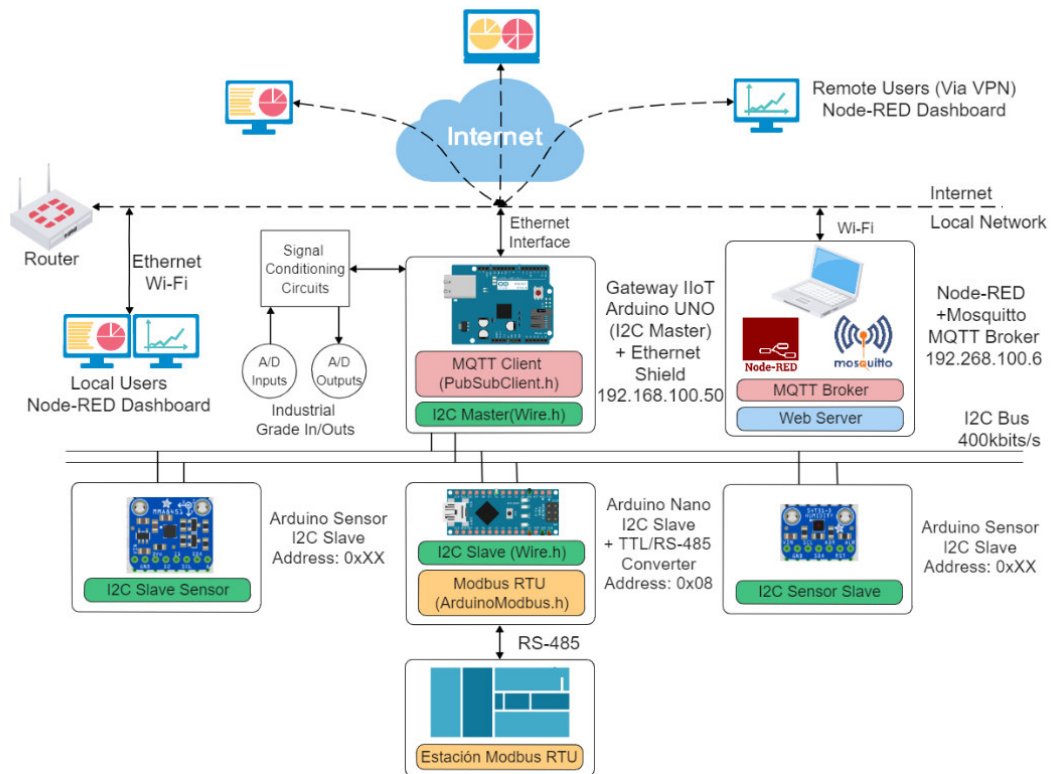 Internet
Remote Users (Via VPN)
Node-RED Dashboard
Internet
Local Network
Router
Ethernet
Wi-Fi
Signal
Conditioning
Circuits
Ethernet
Interface
Wi-Fi
A/D
Inputs
A/D
Outputs
Industrial
Grade In/Outs
MQTT Client
(PubSubClient.h)
I2C Master(Wire.h)
Gateway IIoT
Arduino UNO
(I2C Master)
+ Ethernet
Shield
192.168.100.50
Node-RED
mosquitto
MQTT Broker
Web Server
Node-RED
+Mosquitto
MQTT Broker
192.268.100.6
Local Users
Node-RED Dashboard
I2C Bus
400kbits/s
MMA8451
I2C Slave Sensor
Arduino Sensor
I2C Slave
Address: 0xXX
I2C Slave (Wire.h)
Modbus RTU
(ArduinoModbus.h)
Arduino Nano
I2C Slave
+ TTL/RS-485
Converter
Address: 0x08
I2C Sensor Slave
Arduino Sensor
I2C Slave
Address: 0xXX
RS-485
Estación Modbus RTU